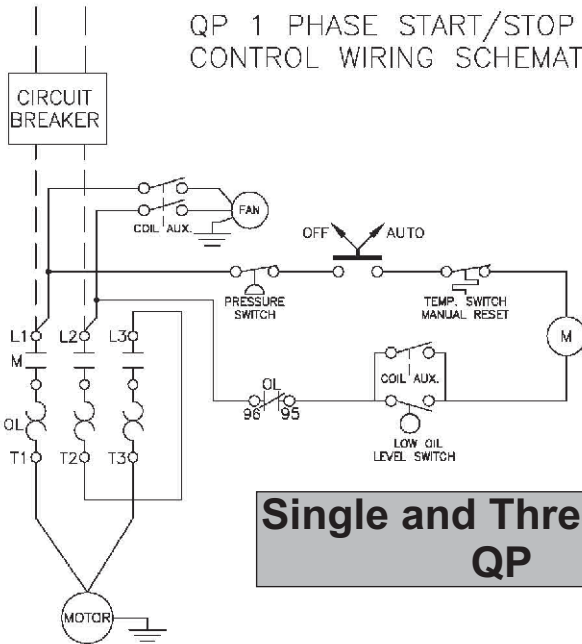 QP 1 PHASE START/STOP
CONTROL WIRING SCHEMAT
CIRCUIT
BREAKER
FAN
COIL AUX.
OFF
AUTO
PRESSURE
SWITCH
TEMP. SWITCH
MANUAL RESET
L1
L2
L3
M
M
COIL AUX.
OL
96
95
OL
LOW OIL
LEVEL SWITCH
T1
T2
T3
Single and Thre
QP
MOTOR